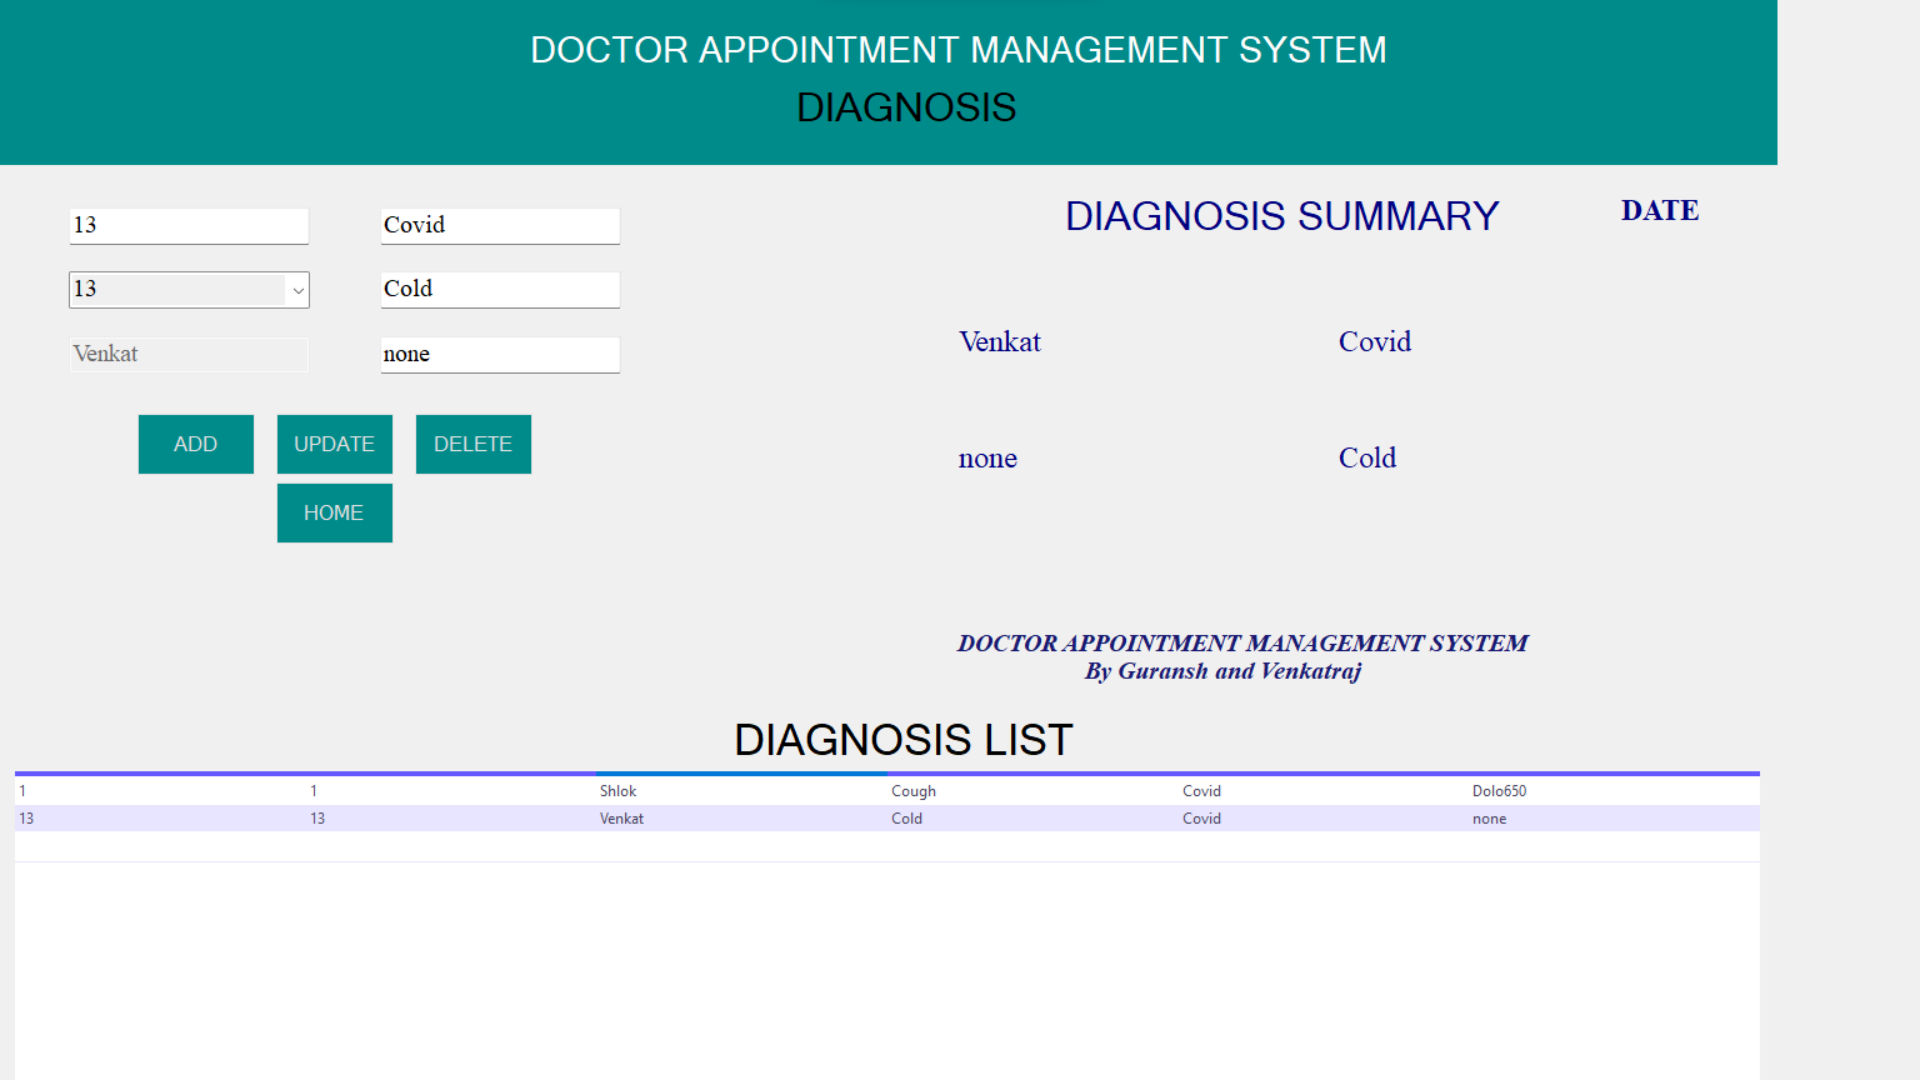 DOCTOR APPOINTMENT MANAGEMENT SYSTEM
DIAGNOSIS
13 Covid
13 Cold
Venkat none
ADD UPDATE DELETE
HOME
DIAGNOSIS SUMMARY DATE
Venkat Covid
none Cold
DOCTOR APPOINTMENT MANAGEMENT SYSTEM
By Guransh and Venkatraj
DIAGNOSIS LIST
1 1 Shlok Cough Covid Dolo650
13 13 Venkat Cold Covid none